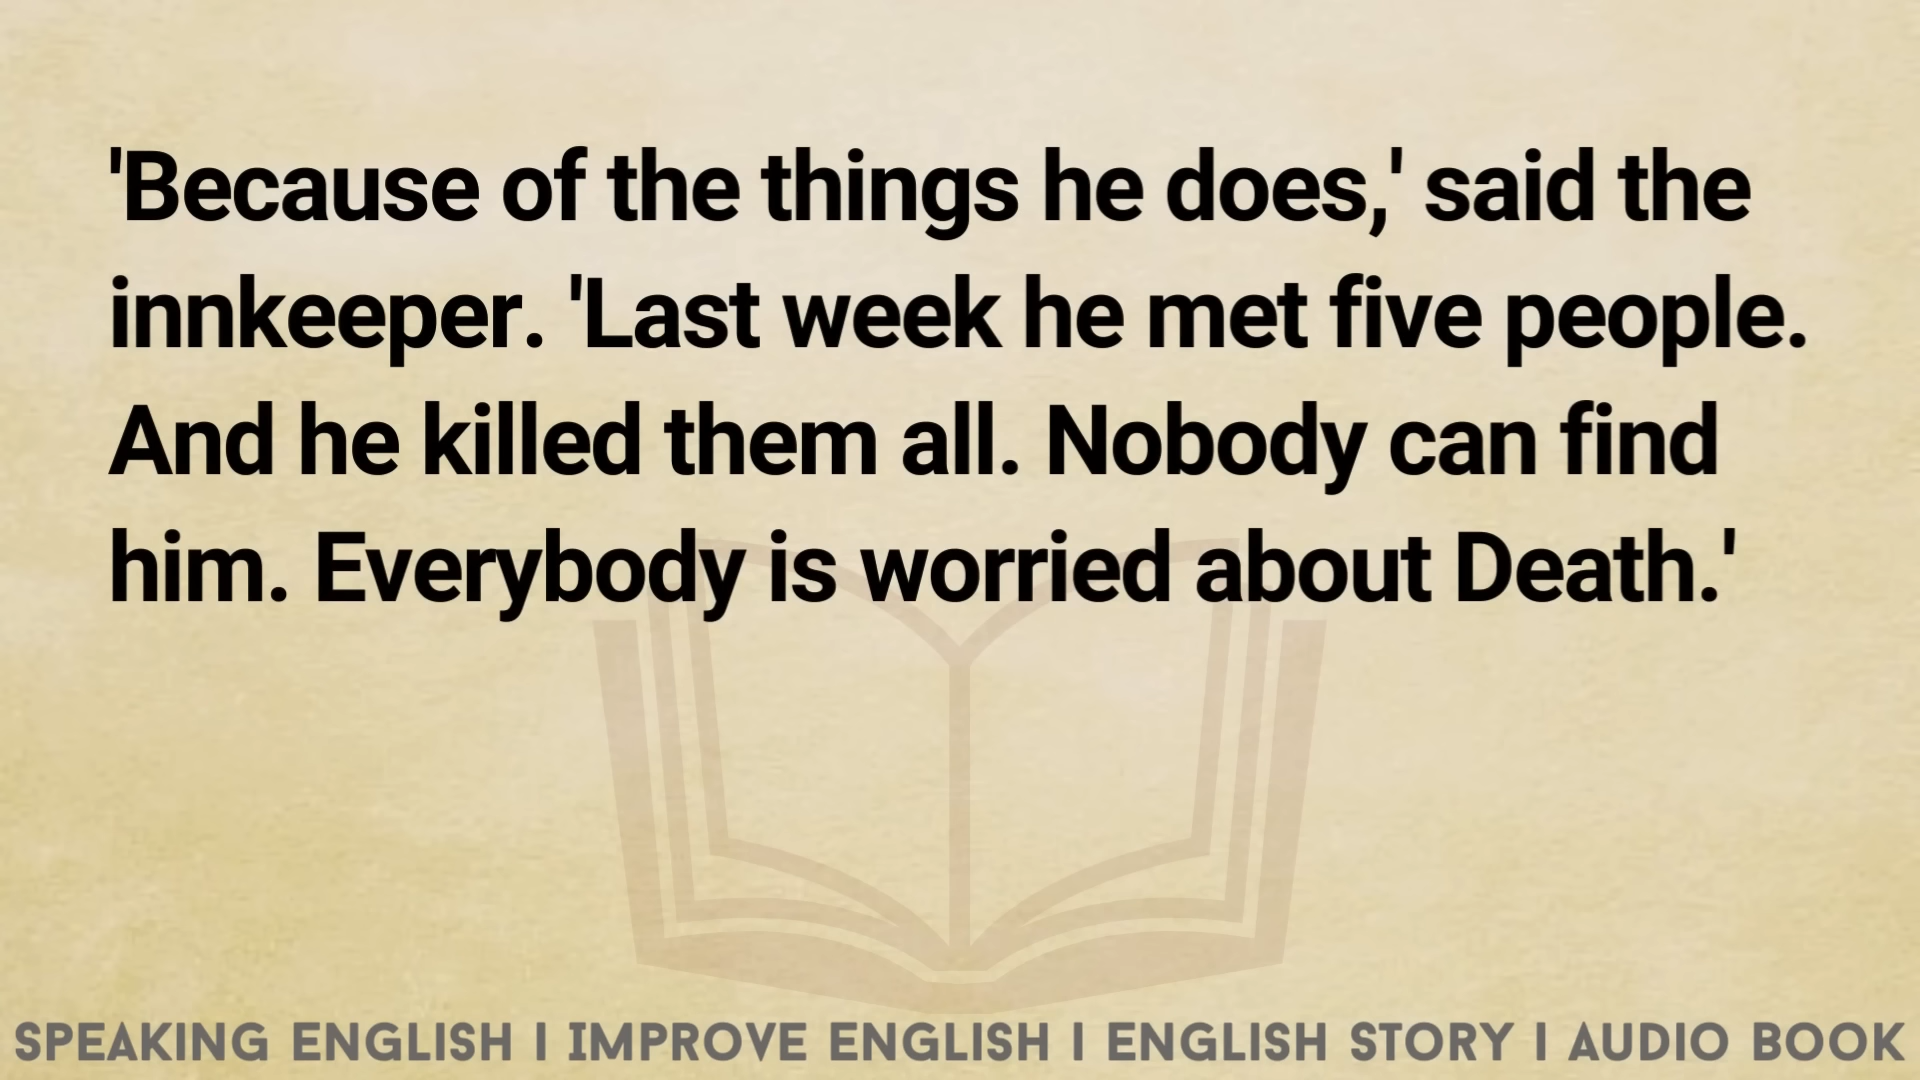 'Because of the things he does,' said the
innkeeper. 'Last week he met five people.
And he killed them all. Nobody can find
him. Everybody is worried about Death.'
SPEAKING ENGLISH I IMPROVE ENGLISH I ENGLISH STORY I AUDIO BOOK